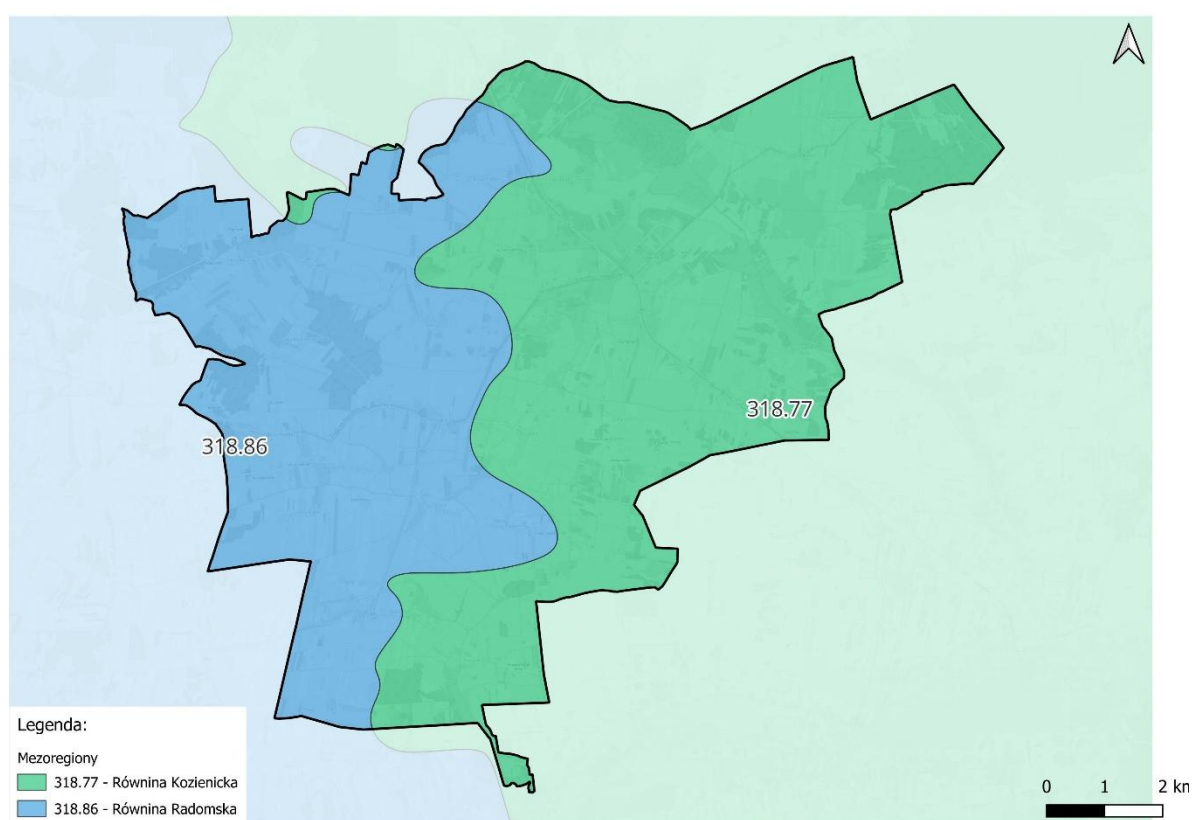 318.77
318.86
Legenda:
Mezoregiony
318.77 - Równina Kozienicka
318.86 - Równina Radomska
0 1 2 km